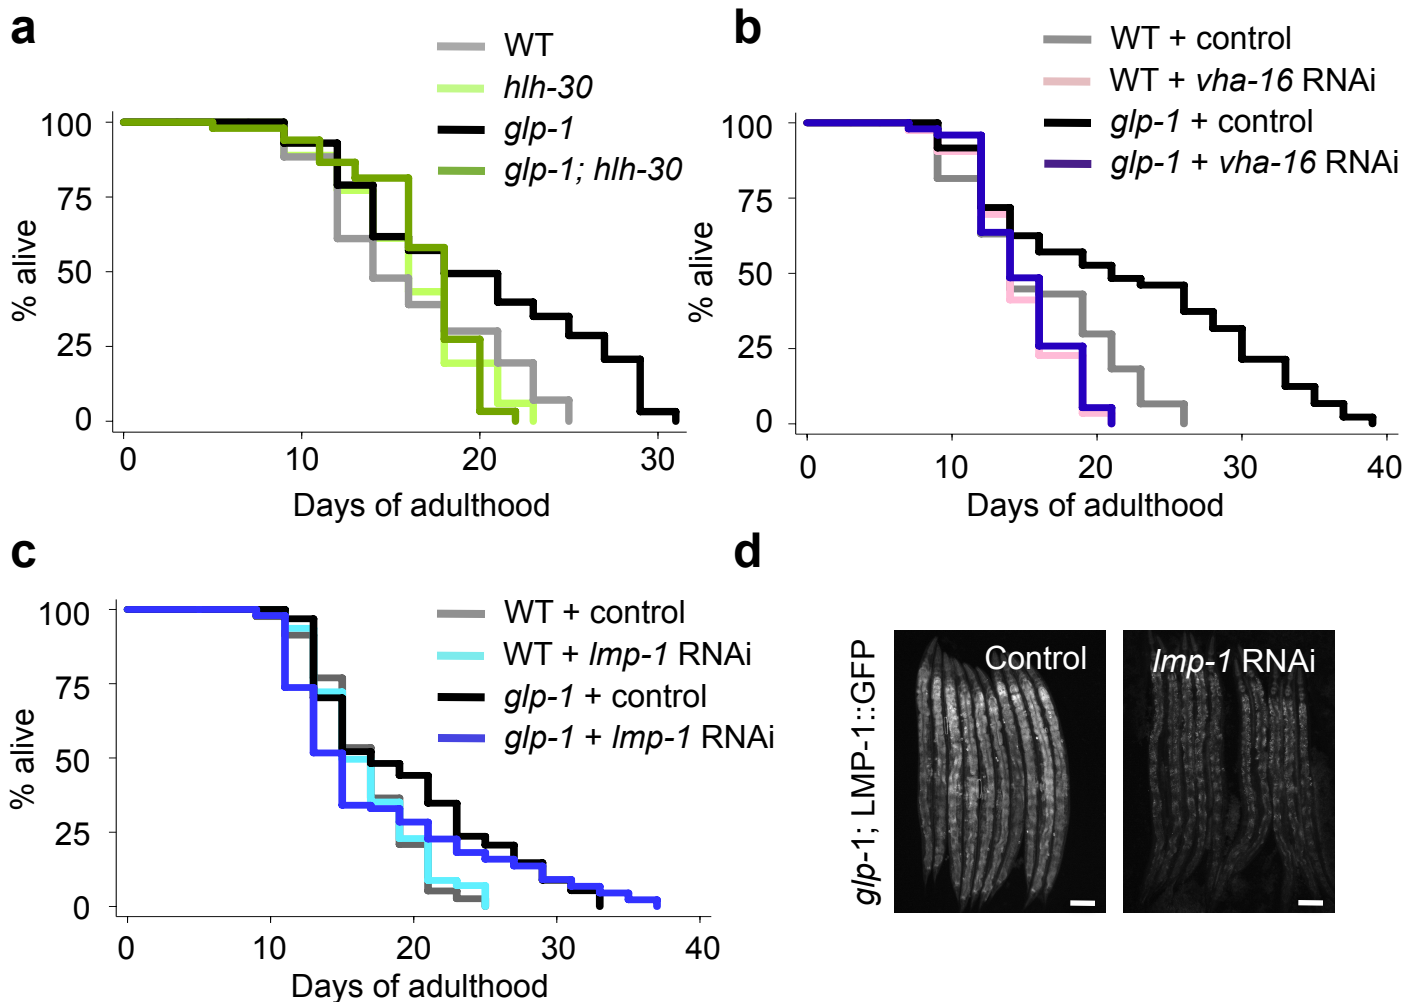 a
WT
hlh-30
glp-1
glp-1; hlh-30
100
75
50
25
0
% alive
0 10 20 30
Days of adulthood
b
WT + control
WT + vha-16 RNAi
glp-1 + control
glp-1 + vha-16 RNAi
100
75
50
25
0
% alive
0 10 20 30 40
Days of adulthood
c
WT + control
WT + lmp-1 RNAi
glp-1 + control
glp-1 + lmp-1 RNAi
100
75
50
25
0
% alive
0 10 20 30 40
Days of adulthood
d
glp-1; LMP-1::GFP
Control
lmp-1 RNAi